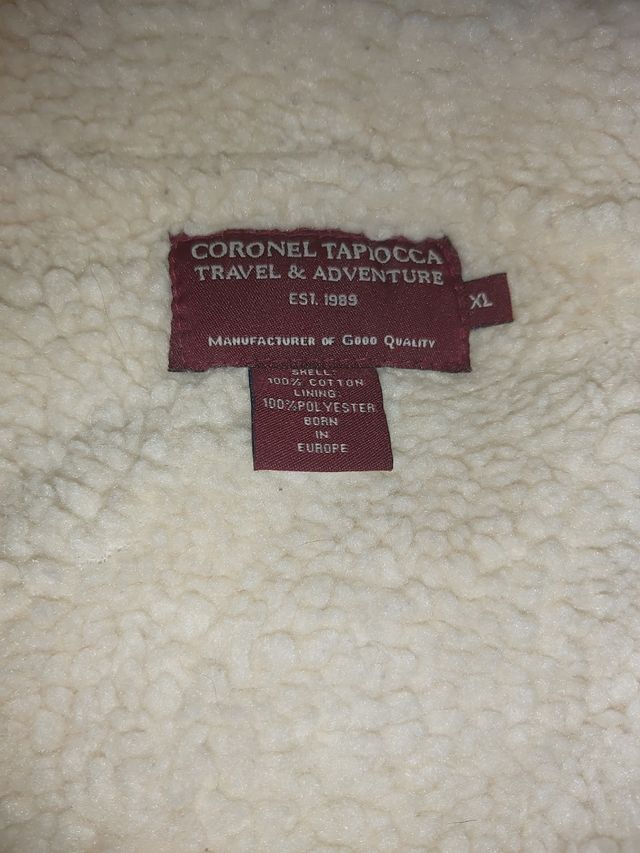 CORONEL TAPIOCCA
TRAVEL & ADVENTURE
EST. 1989
MANUFACTURER OF GOOD QUALITY
XL
SHELL:
100% COTTON
LINING:
100%POLYESTER
BORN
IN
EUROPE